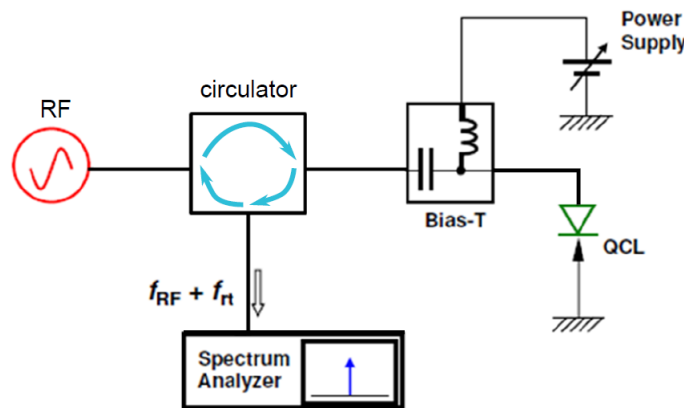 Power
Supply
RF
circulator
Bias-T
QCL
fRF + frt
Spectrum
Analyzer